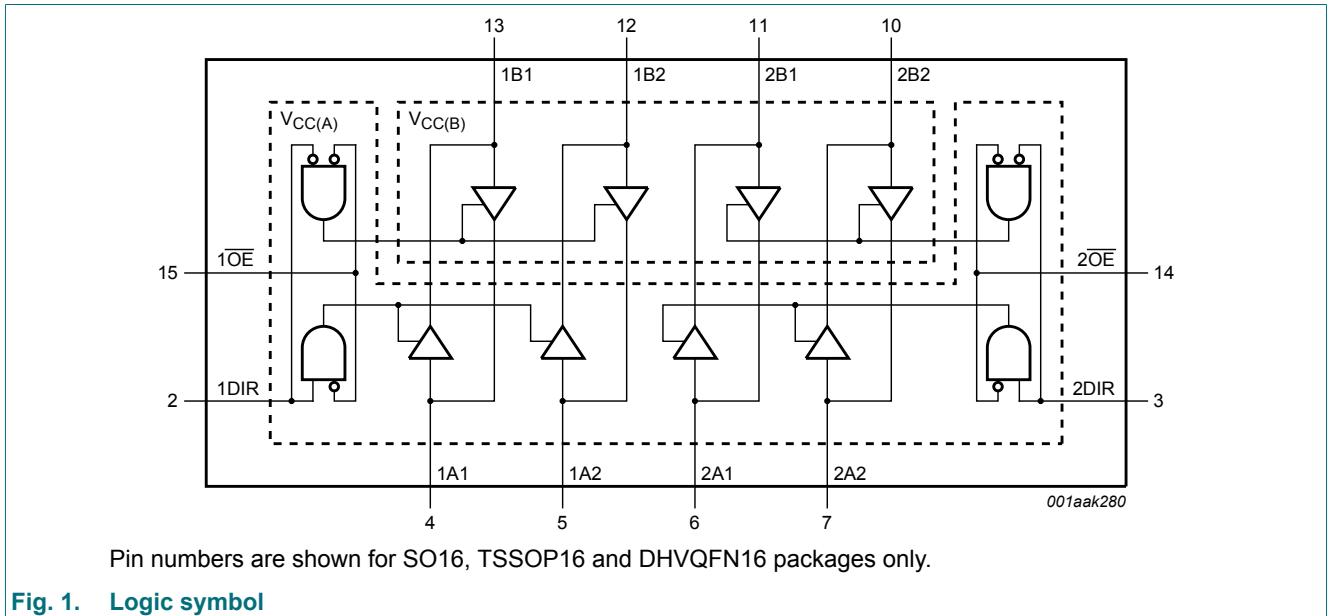 13 12 11 10
1B1 1B2 2B1 2B2
VCC(A) VCC(B)
15 1OE 2OE 14
2 1DIR 2DIR 3
1A1 1A2 2A1 2A2
001aak280
4 5 6 7
Pin numbers are shown for SO16, TSSOP16 and DHVQFN16 packages only.
Fig. 1. Logic symbol